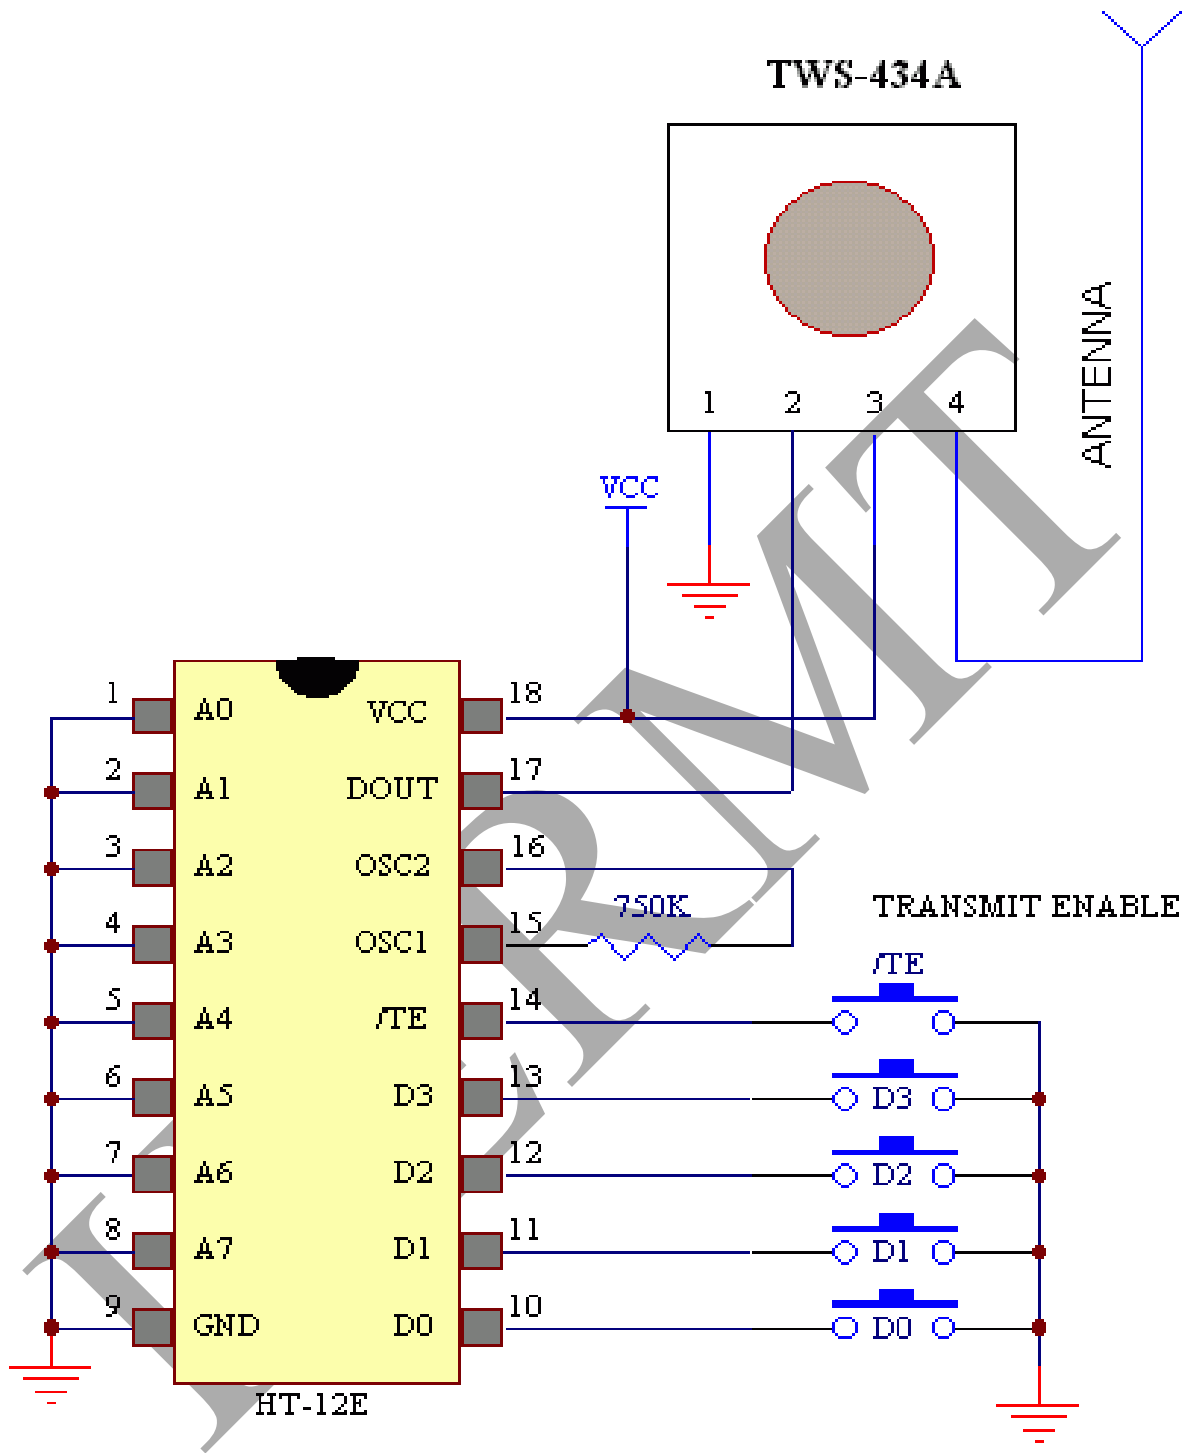 TWS-434A
ANTENNA
1 2 3 4
VCC
1 A0 VCC 18
2 A1 DOUT 17
3 A2 OSC2 16
750K
TRANSMIT ENABLE
4 A3 OSC1 15
/TE
5 A4 /TE 14
6 A5 D3 13 D3
7 A6 D2 12 D2
8 A7 D1 11 D1
9 GND D0 10 D0
HT-12E